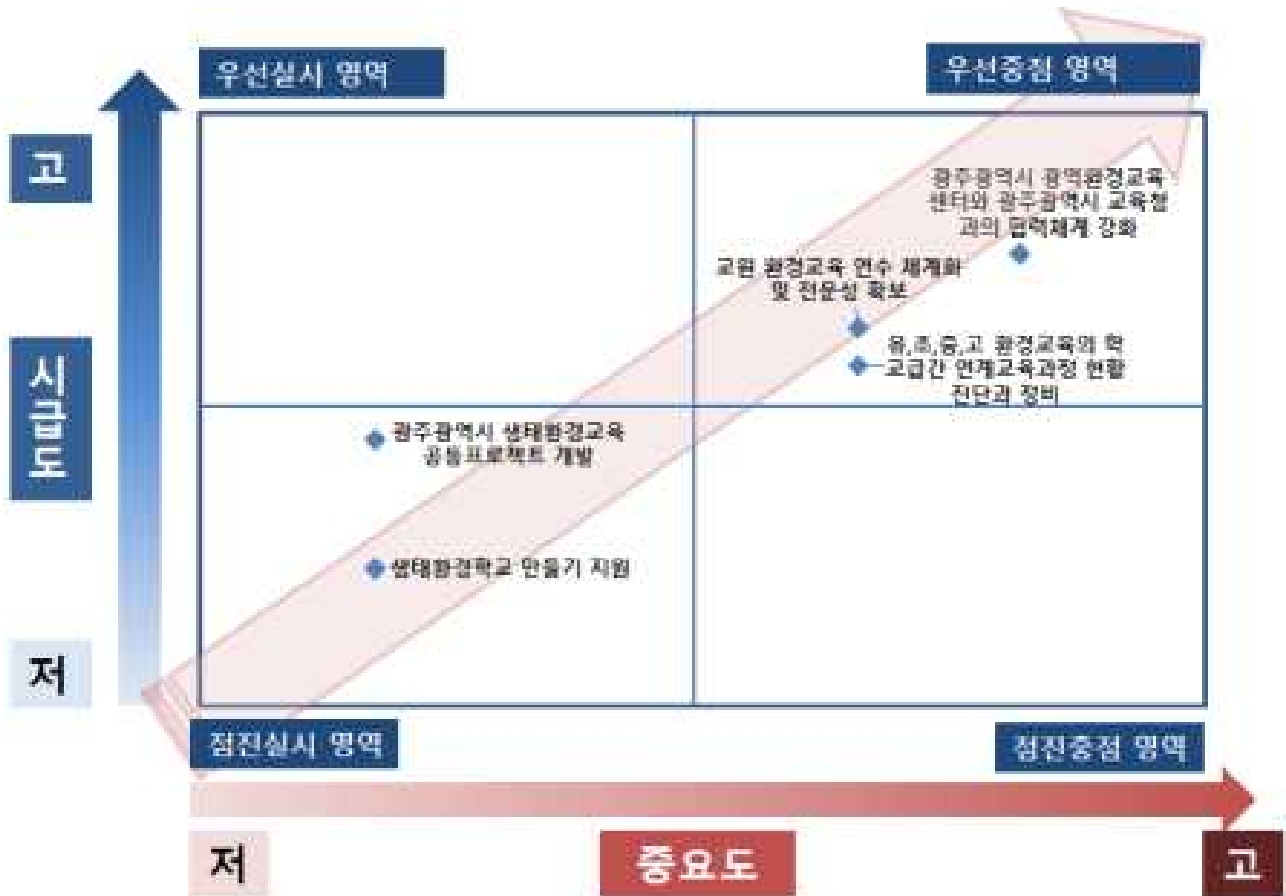 우선실시 영역
우선중점 영역
고
광주광역시 광역환경교육
센터와 광주광역시 교육청
과의 협력체계 강화
교원 환경교육 연수 체계화
및 전문성 확보
유,초,중,고 환경교육의 학
교급간 연계교육과정 현황
진단과 정비
시급도
광주광역시 생태환경교육
공동프로젝트 개발
생태환경학교 만들기 지원
저
점진실시 영역
점진중점 영역
저
중요도
고